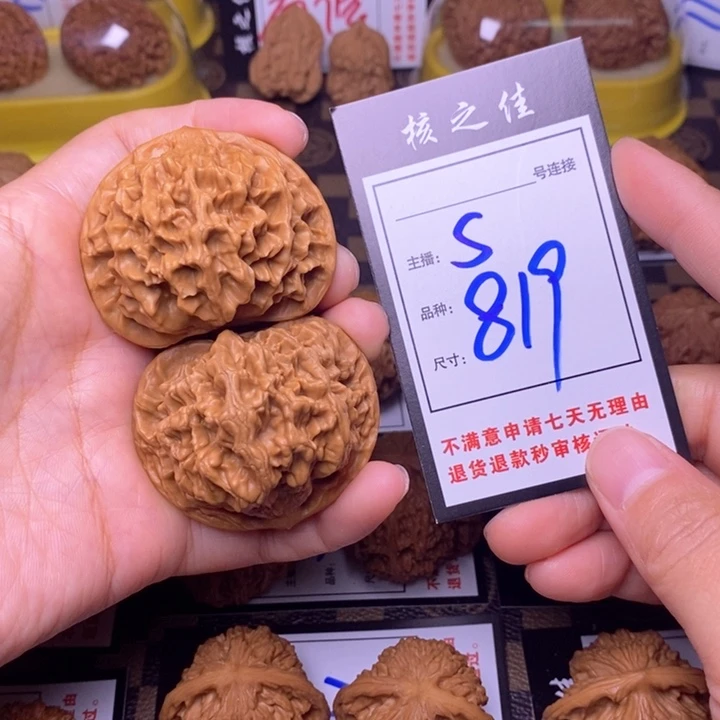 核之佳
号连接
主播: S
品种: 819
尺寸:
不满意申请七天无理由
退货退款秒审核